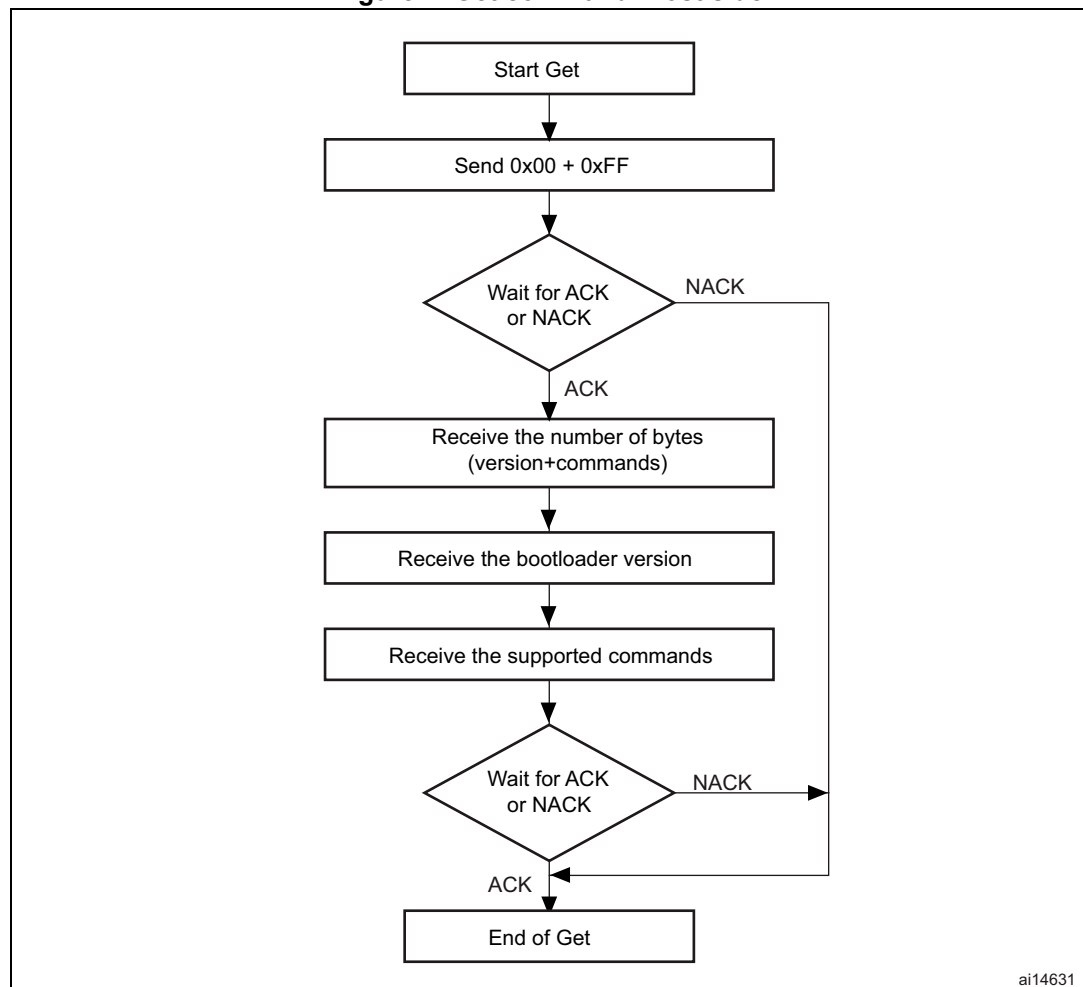 Start Get
Send 0x00 + 0xFF
Wait for ACK
or NACK
NACK
ACK
Receive the number of bytes
(version+commands)
Receive the bootloader version
Receive the supported commands
Wait for ACK
or NACK
NACK
ACK
End of Get
ai14631